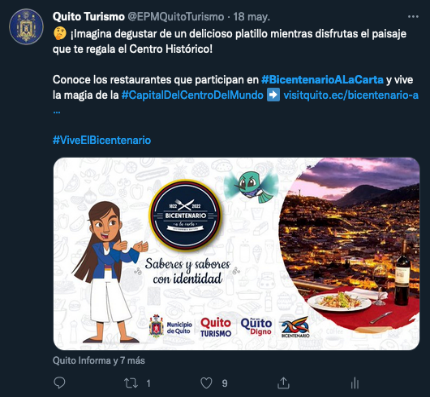 Quito Turismo @EPMQuitoTurismo · 18 may.
🤔 ¡Imagina degustar de un delicioso platillo mientras disfrutas el paisaje
que te regala el Centro Histórico!
Conoce los restaurantes que participan en #BicentenarioALaCarta y vive
la magia de la #CapitalDelCentroDelMundo ➡️ visitquito.ec/bicentenario-a
...
#ViveElBicentenario
1822 2022
BICENTENARIO
a la carta
Saberes y sabores
con identidad
Municipio
de Quito
Quito
TURISMO
Quito
Digno
BICENTENARIO
Quito Informa y 7 más
1
9